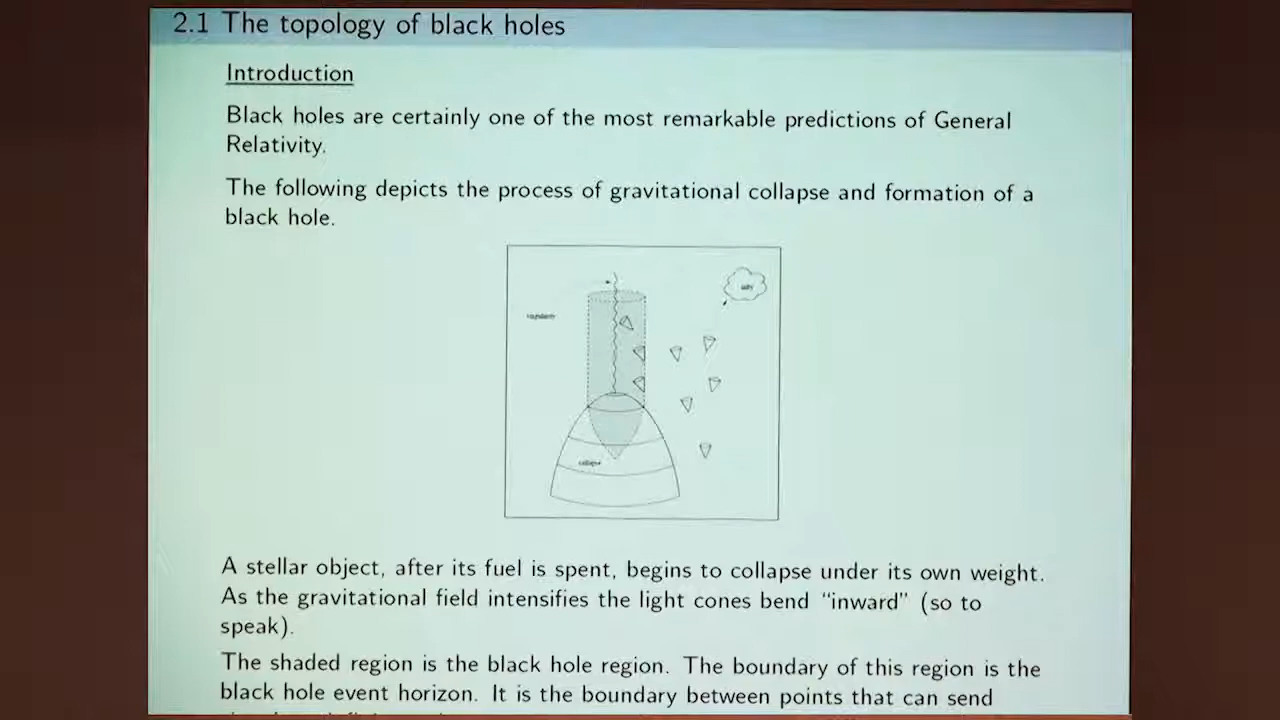 2.1 The topology of black holes
Introduction
Black holes are certainly one of the most remarkable predictions of General
Relativity.
The following depicts the process of gravitational collapse and formation of a
black hole.
A stellar object, after its fuel is spent, begins to collapse under its own weight.
As the gravitational field intensifies the light cones bend “inward” (so to
speak).
The shaded region is the black hole region. The boundary of this region is the
black hole event horizon. It is the boundary between points that can send